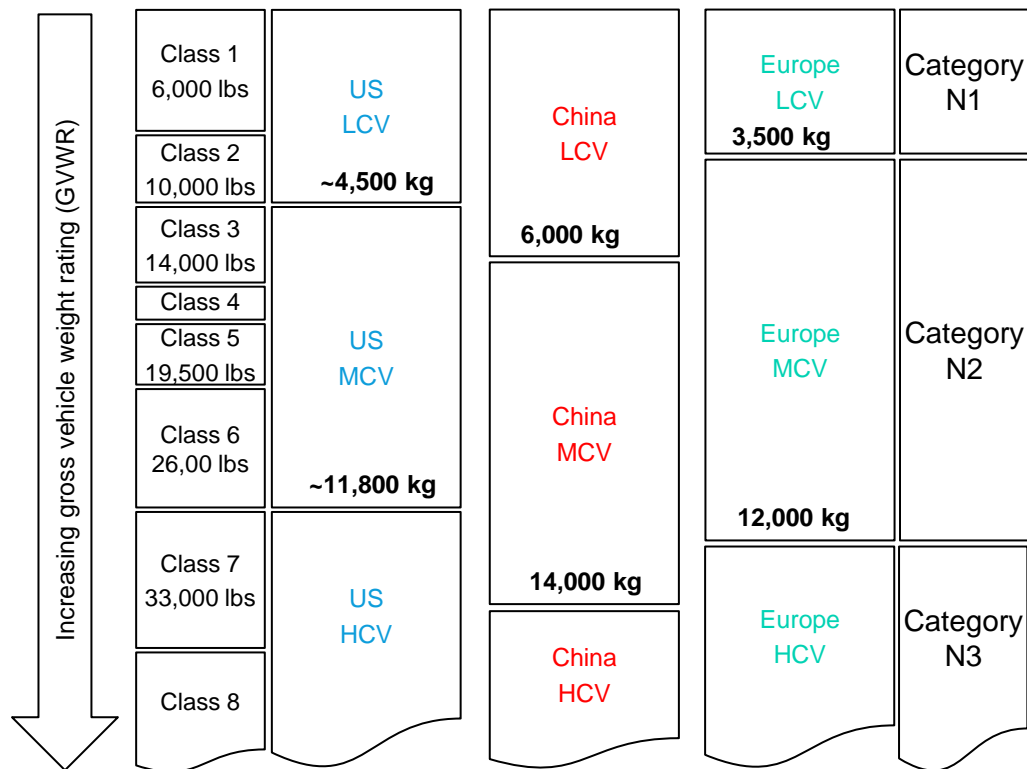 Increasing gross vehicle weight rating (GVWR)
Class 1
6,000 lbs
Class 2
10,000 lbs
Class 3
14,000 lbs
Class 4
Class 5
19,500 lbs
Class 6
26,00 lbs
Class 7
33,000 lbs
Class 8
US
LCV
~4,500 kg
US
MCV
~11,800 kg
US
HCV
China
LCV
6,000 kg
China
MCV
14,000 kg
China
HCV
Europe
LCV
3,500 kg
Europe
MCV
12,000 kg
Europe
HCV
Category
N1
Category
N2
Category
N3